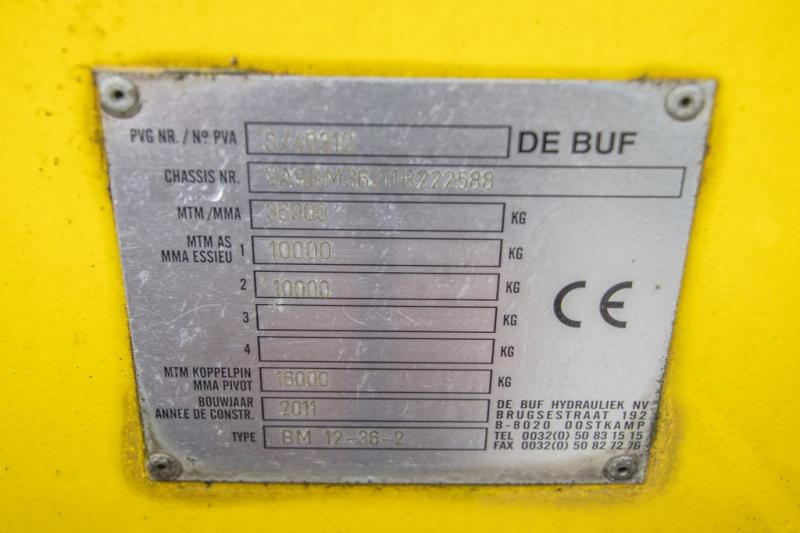 PVG NR. / Nº PVA S/40210 DE BUF
CHASSIS NR.
MTM / MMA 36000 KG
MTM AS
MMA ESSIEU 1 10000 KG
2 10000 KG
3 KG
4 KG
MTM KOPPELPIN
MMA PIVOT 16000 KG
BOUWJAAR
ANNEE DE CONSTR. 2011
TYPE BM 12-36-2
CE
DE BUF HYDRAULIEK NV
BRUGSESTRAAT 192
B-8020 OOSTKAMP
TEL 0032(0) 50 83 15 15
FAX 0032(0) 50 82 72 76